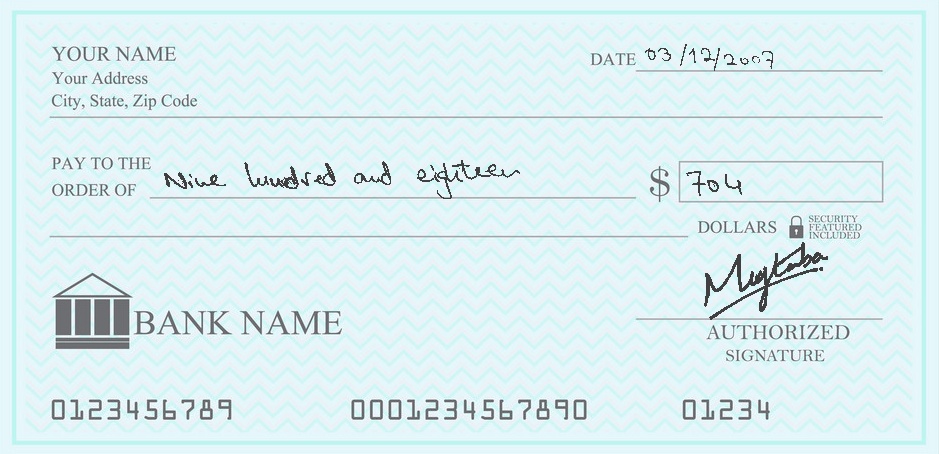 YOUR NAME
DATE 03/12/2007
Your Address
City, State, Zip Code
PAY TO THE
ORDER OF Nine hundred and eighteen $ 704
DOLLARS SECURITY FEATURED INCLUDED
Mugtaba
BANK NAME
AUTHORIZED
SIGNATURE
0123456789 0001234567890 01234